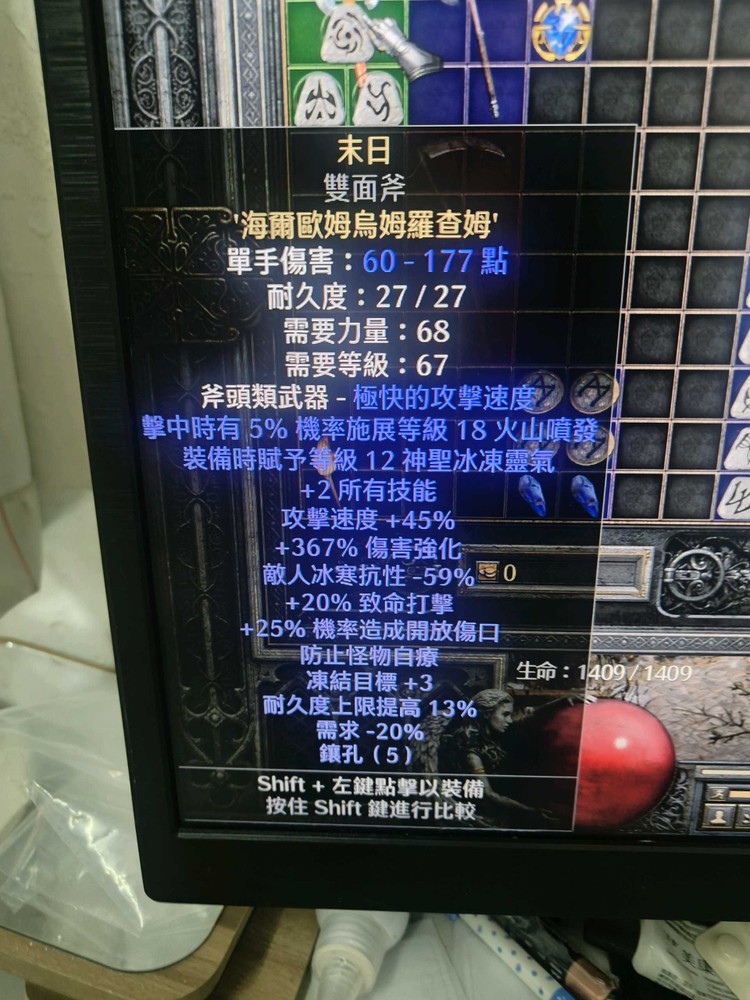 末日
雙面斧
'海爾歐姆烏姆羅查姆'
單手傷害：60 - 177 點
耐久度：27 / 27
需要力量：68
需要等級：67
斧頭類武器 - 極快的攻擊速度
擊中時有 5% 機率施展等級 18 火山噴發
裝備時賦予等級 12 神聖冰凍靈氣
+2 所有技能
攻擊速度 +45%
+367% 傷害強化
敵人冰寒抗性 -59%
0
+20% 致命打擊
+25% 機率造成開放傷口
防止怪物自療
生命：1409 / 1409
凍結目標 +3
耐久度上限提高 13%
需求 -20%
鑲孔（5）
Shift + 左鍵點擊以裝備
按住 Shift 鍵進行比較